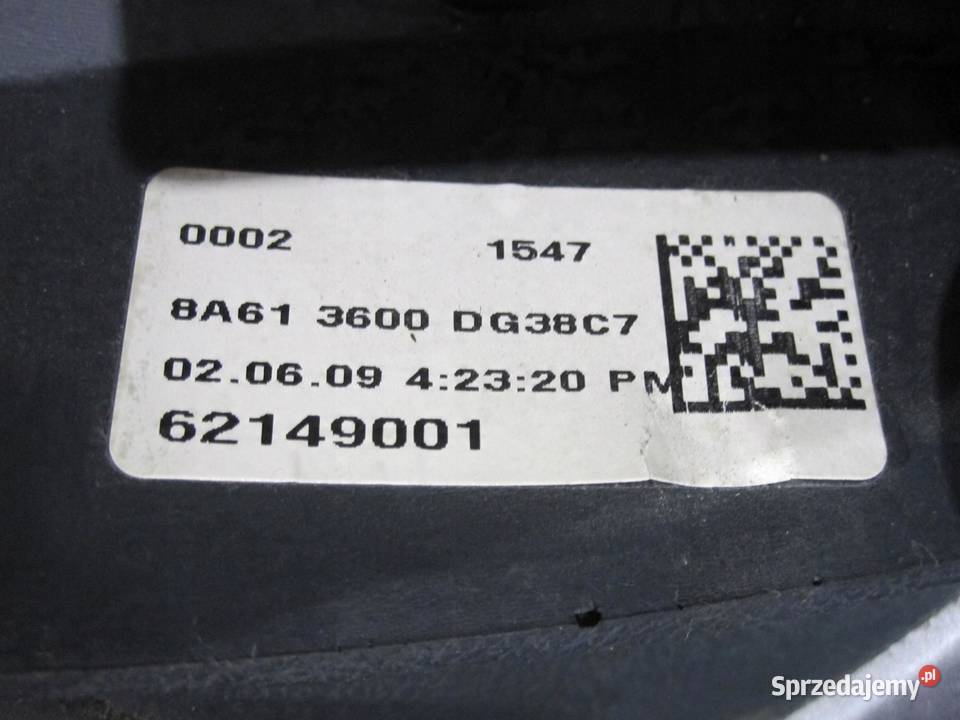 0002 1547
8A61 3600 DG38C7
02.06.09 4:23:20 PM
62149001
Sprzedajemy.pl